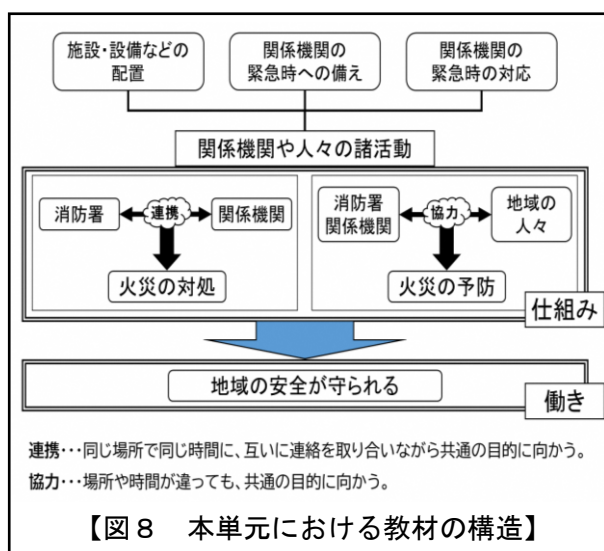 施設・設備などの
配置
関係機関の
緊急時への備え
関係機関の
緊急時の対応
関係機関や人々の諸活動
消防署
連携
関係機関
火災の対処
消防署
関係機関
協力
地域の
人々
火災の予防
仕組み
地域の安全が守られる
働き
連携・・・同じ場所で同じ時間に、互いに連絡を取り合いながら共通の目的に向かう。
協力・・・場所や時間が違っても、共通の目的に向かう。
【図８　本単元における教材の構造】